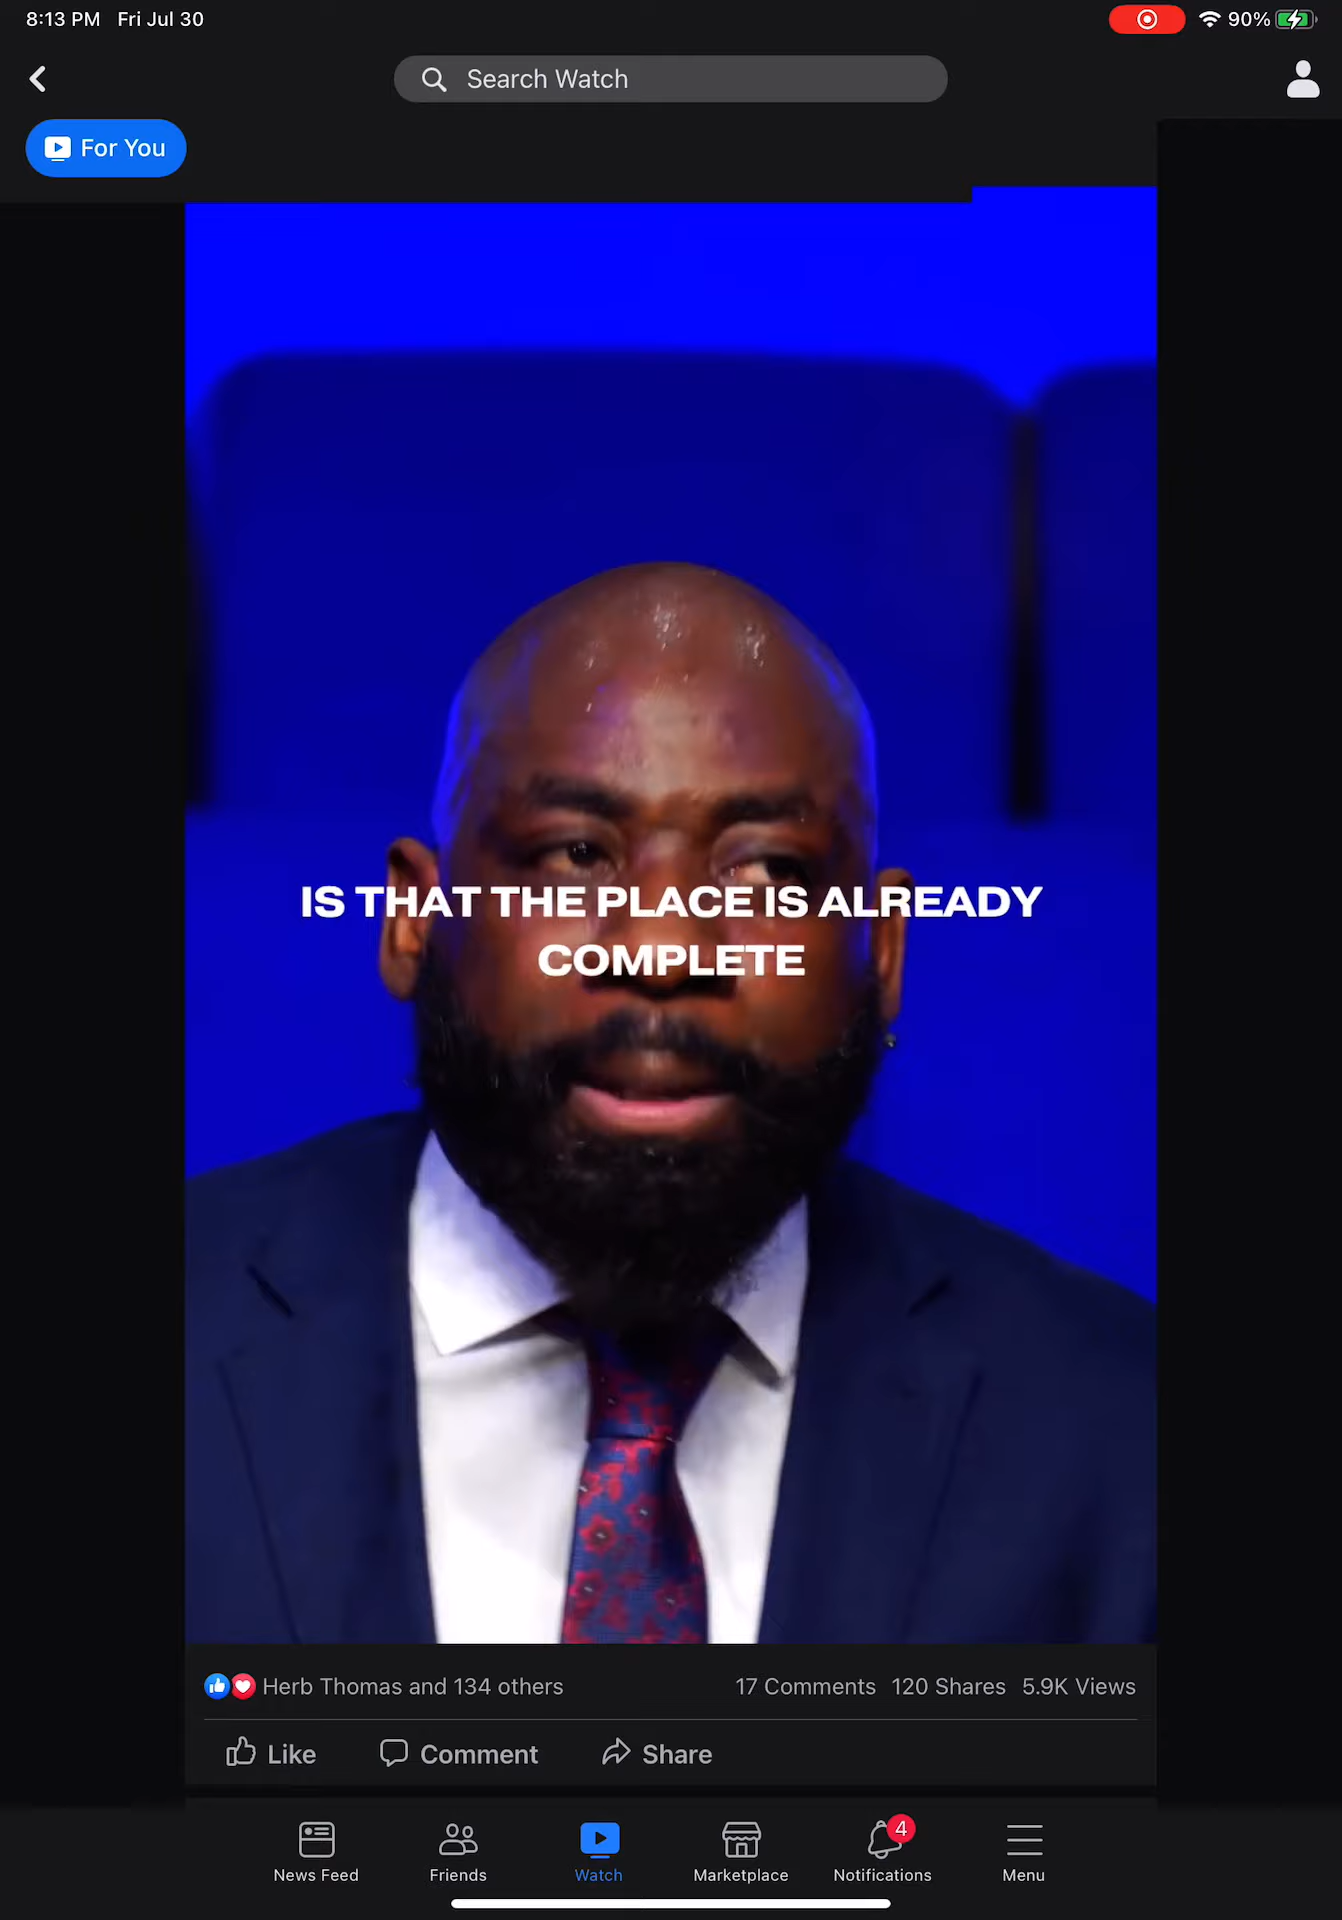 8:13 PM Fri Jul 30
90%
Search Watch
For You
IS THAT THE PLACE IS ALREADY
COMPLETE
Herb Thomas and 134 others
17 Comments 120 Shares 5.9K Views
Like Comment Share
4
News Feed Friends Watch Marketplace Notifications Menu